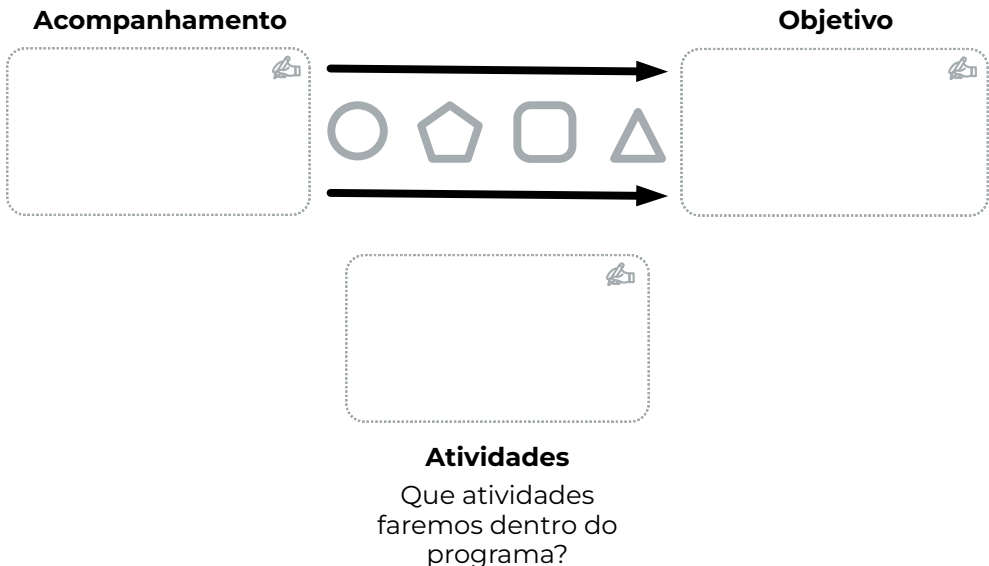 Acompanhamento
Objetivo
Atividades
Que atividades
faremos dentro do
programa?